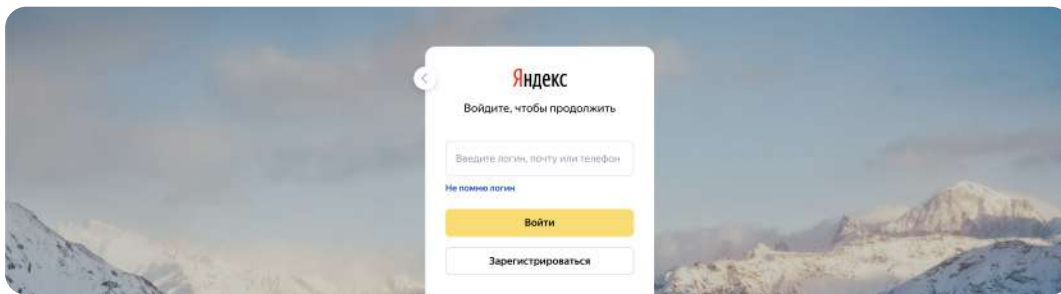 Яндекс
Войдите, чтобы продолжить
Введите логин, почту или телефон
Не помню логин
Войти
Зарегистрироваться